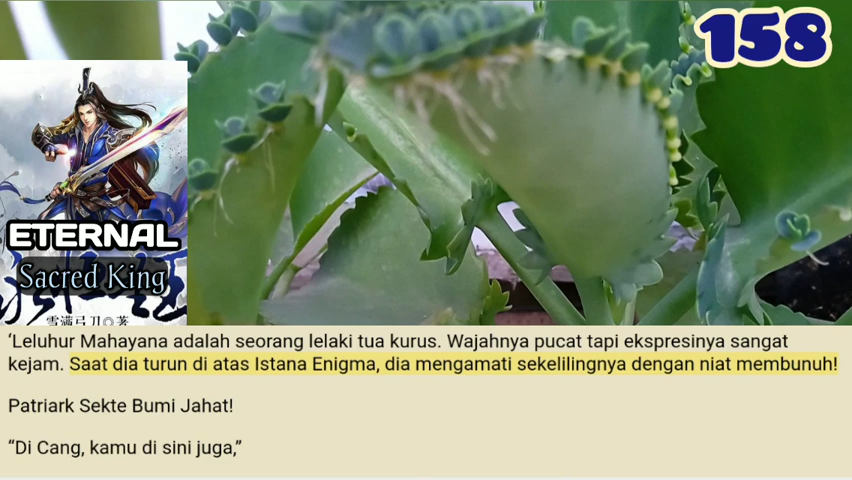 158
ETERNAL
Sacred King
雪满弓刀◎著
‘Leluhur Mahayana adalah seorang lelaki tua kurus. Wajahnya pucat tapi ekspresinya sangat
kejam. Saat dia turun di atas Istana Enigma, dia mengamati sekelilingnya dengan niat membunuh!
Patriark Sekte Bumi Jahat!
“Di Cang, kamu di sini juga,”